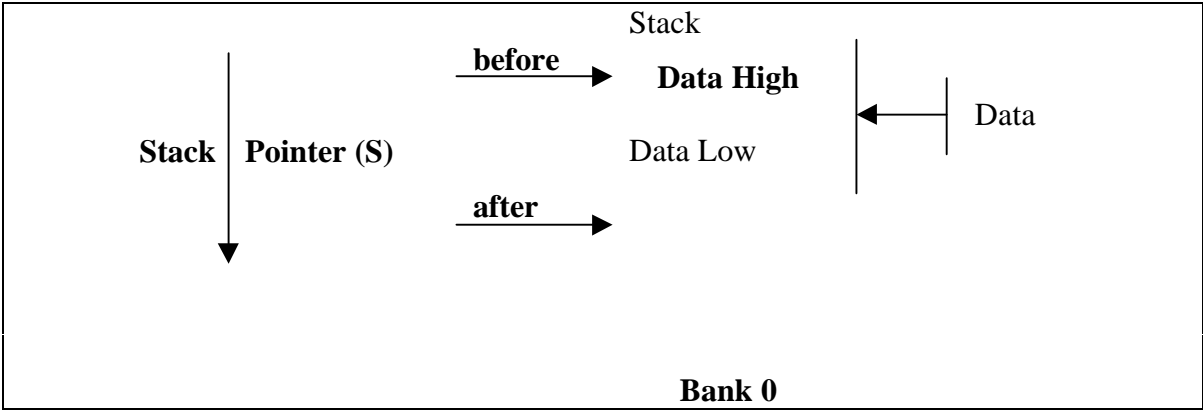 Stack
before
Data High
Data
Stack Pointer (S)
Data Low
after
Bank 0